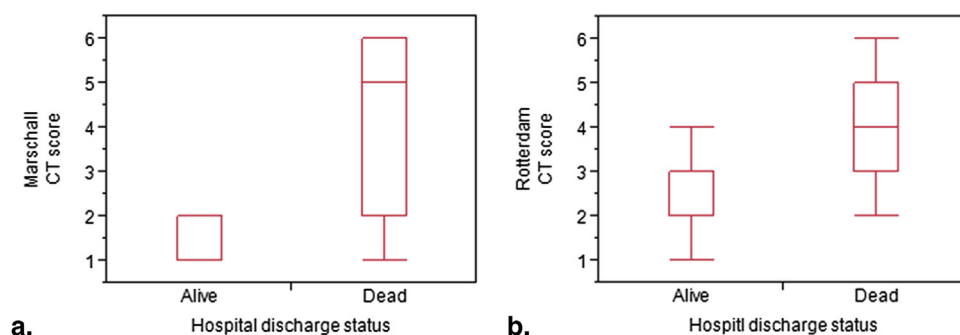 6
5
4
3
2
1
Marschall
CT score
Alive
Dead
Hospital discharge status
a.
6
5
4
3
2
1
Rotterdam
CT score
Alive
Dead
Hospitl discharge status
b.